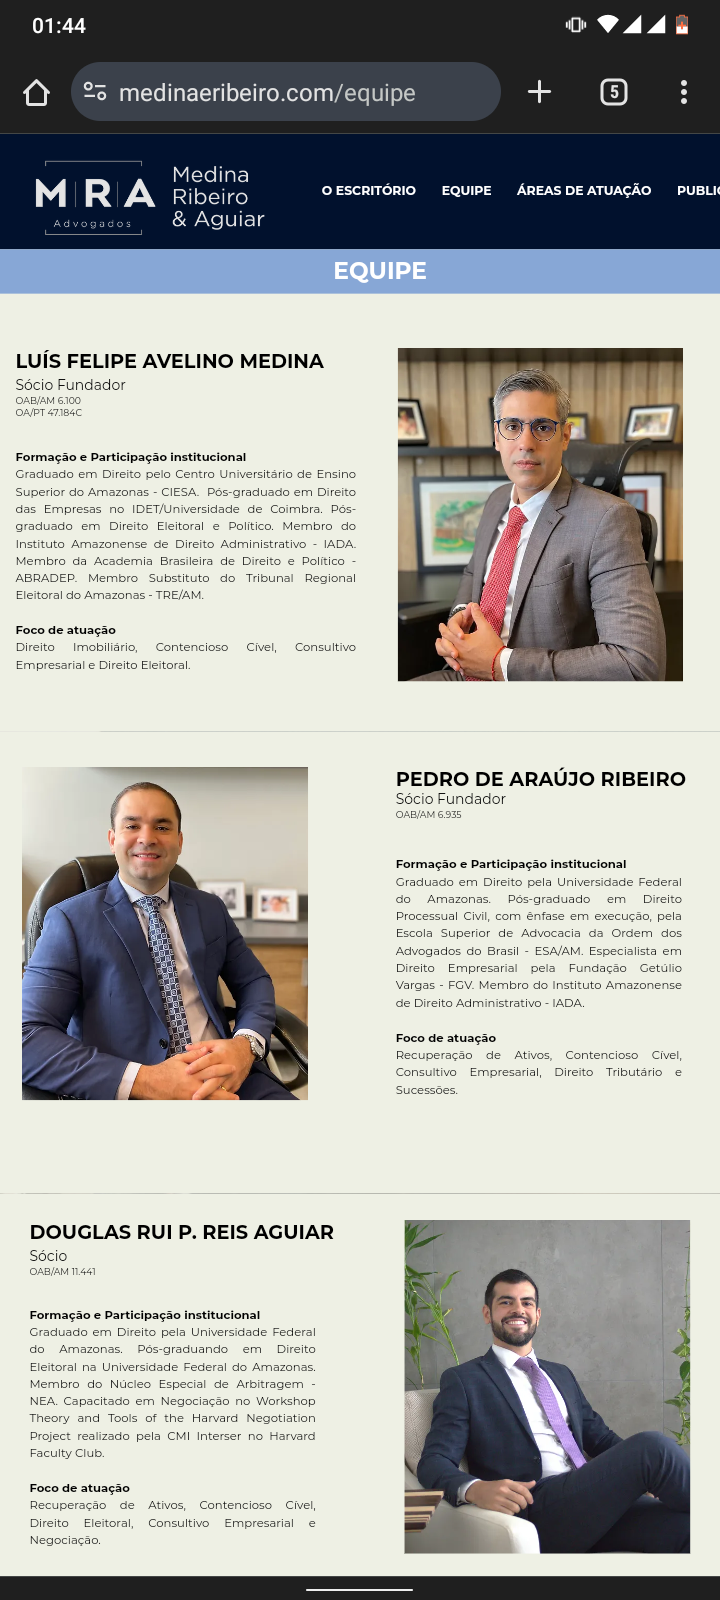 01:44
5
medinaeribeiro.com/equipe
M|R|A
Advogados
Medina
Ribeiro
& Aguiar
O ESCRITÓRIO EQUIPE ÁREAS DE ATUAÇÃO
EQUIPE
LUÍS FELIPE AVELINO MEDINA
Sócio Fundador
OAB/AM 6.100
OA/PT 47.184C
Formação e Participação institucional
Graduado em Direito pelo Centro Universitário de Ensino
Superior do Amazonas - CIESA. Pós-graduado em Direito
das Empresas no IDET/Universidade de Coimbra. Pós-
graduado em Direito Eleitoral e Político. Membro do
Instituto Amazonense de Direito Administrativo - IADA.
Membro da Academia Brasileira de Direito e Político -
ABRADEP. Membro Substituto do Tribunal Regional
Eleitoral do Amazonas - TRE/AM.
Foco de atuação
Direito Imobiliário, Contencioso Cível, Consultivo
Empresarial e Direito Eleitoral.
PEDRO DE ARAÚJO RIBEIRO
Sócio Fundador
OAB/AM 6.935
Formação e Participação institucional
Graduado em Direito pela Universidade Federal
do Amazonas. Pós-graduado em Direito
Processual Civil, com ênfase em execução, pela
Escola Superior de Advocacia da Ordem dos
Advogados do Brasil - ESA/AM. Especialista em
Direito Empresarial pela Fundação Getúlio
Vargas - FGV. Membro do Instituto Amazonense
de Direito Administrativo - IADA.
Foco de atuação
Recuperação de Ativos, Contencioso Cível,
Consultivo Empresarial, Direito Tributário e
Sucessões.
DOUGLAS RUI P. REIS AGUIAR
Sócio
OAB/AM 11.441
Formação e Participação institucional
Graduado em Direito pela Universidade Federal
do Amazonas. Pós-graduando em Direito
Eleitoral na Universidade Federal do Amazonas.
Membro do Núcleo Especial de Arbitragem -
NEA. Capacitado em Negociação no Workshop
Theory and Tools of the Harvard Negotiation
Project realizado pela CMI Interser no Harvard
Faculty Club.
Foco de atuação
Recuperação de Ativos, Contencioso Cível,
Direito Eleitoral, Consultivo Empresarial e
Negociação.